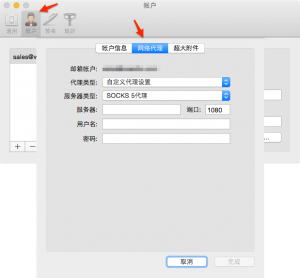 账户
通用 账户 签名
sales@v
账户信息 网络代理 超大附件
邮箱帐户:
代理类型: 自定义代理设置
服务器类型: SOCKS 5代理
服务器: 端口: 1080
用户名:
密码:
...
+ −
取消 完成